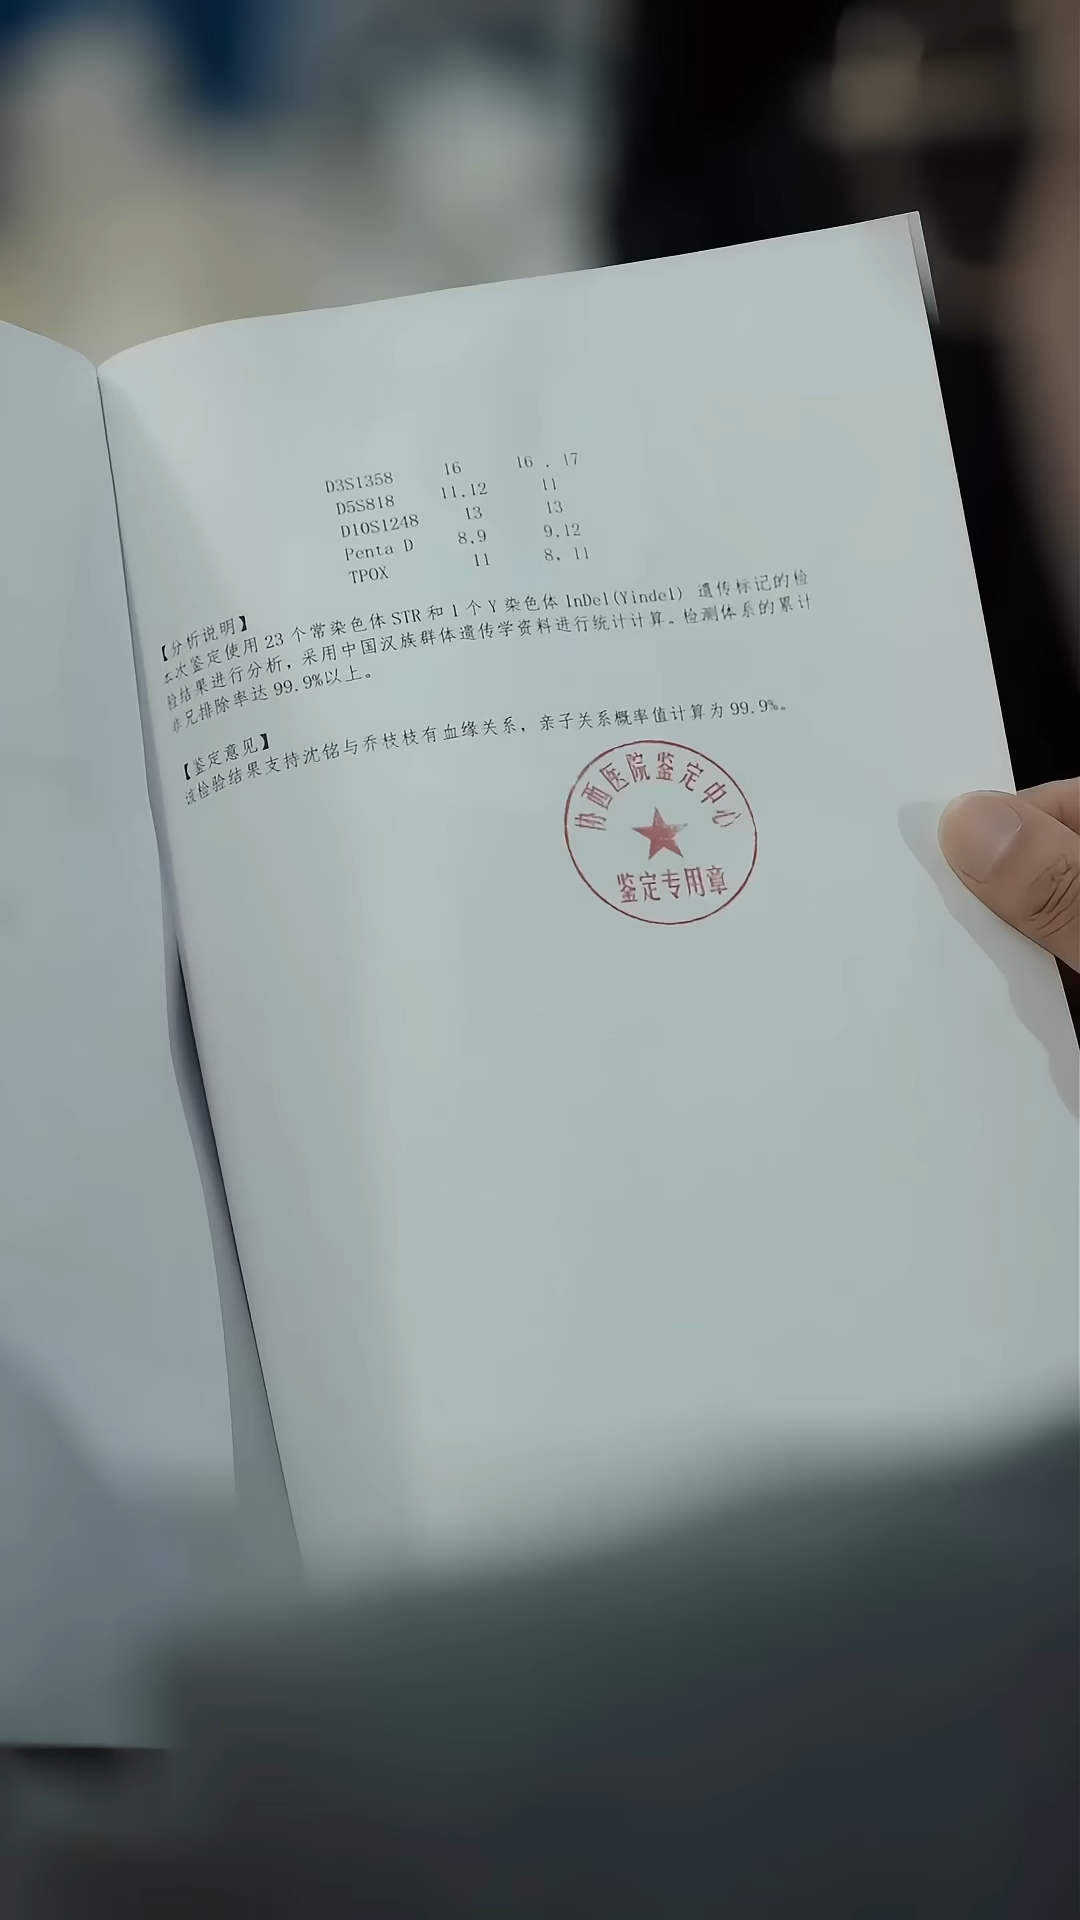 D3S1358 16 16 . 17
D5S818 11.12 11
D10S1248 13 13
Penta D 8.9 9.12
TPOX 11 8, 11
【分析说明】
本次鉴定使用 23 个常染色体 STR 和 1 个 Y 染色体 InDel(Yindel) 遗传标记的检
验结果进行分析，采用中国汉族群体遗传学资料进行统计计算。检测体系的累计
非兄排除率达 99.9%以上。
【鉴定意见】
该检验结果支持沈铭与乔枝枝有血缘关系，亲子关系概率值计算为 99.9%。
协西医院鉴定中心
鉴定专用章